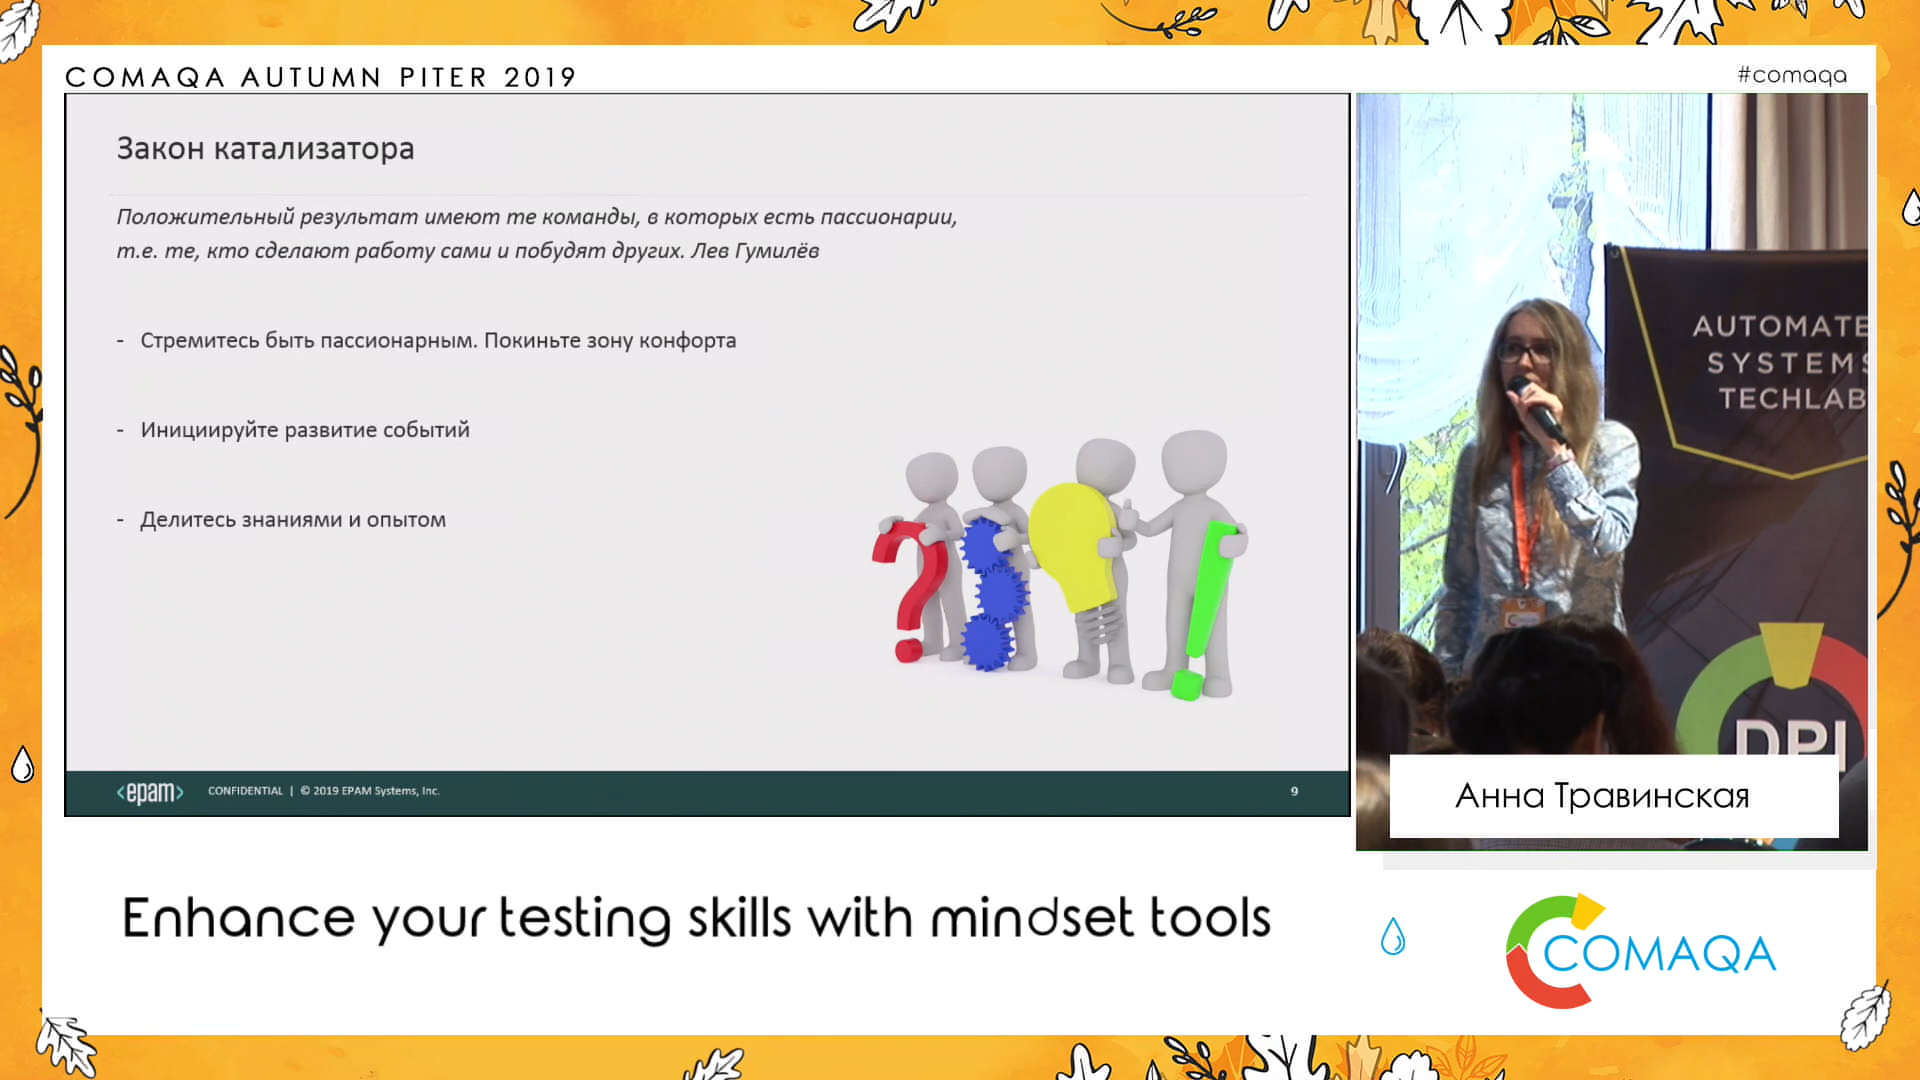 COMAQA AUTUMN PITER 2019
#comaqa
Закон катализатора
Положительный результат имеют те команды, в которых есть пассионарии,
т.е. те, кто сделают работу сами и побудят других. Лев Гумилёв
- Стремитесь быть пассионарным. Покиньте зону комфорта
- Инициируйте развитие событий
- Делитесь знаниями и опытом
<epam> CONFIDENTIAL | © 2019 EPAM Systems, Inc. 9
AUTOMATE
SYSTEMS
TECHLAB
DPI
Анна Травинская
Enhance your testing skills with mindset tools
COMAQA